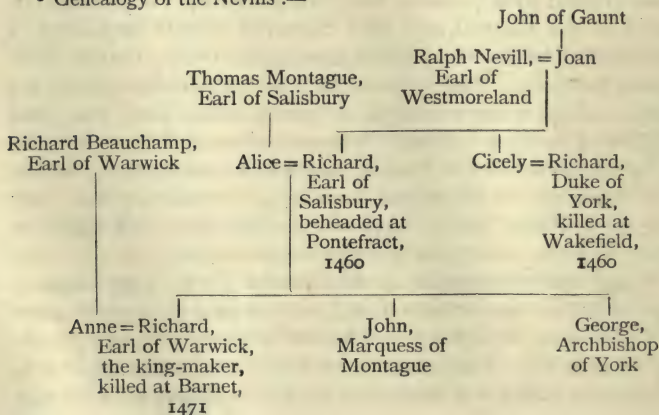 ¹ Genealogy of the Nevills :—
John of Gaunt
Ralph Nevill, = Joan
Earl of
Westmoreland
Thomas Montague,
Earl of Salisbury
Richard Beauchamp,
Earl of Warwick
Alice = Richard,
Earl of
Salisbury,
beheaded at
Pontefract,
1460
Cicely = Richard,
Duke of
York,
killed at
Wakefield,
1460
Anne = Richard,
Earl of Warwick,
the king-maker,
killed at Barnet,
1471
John,
Marquess of
Montague
George,
Archbishop
of York